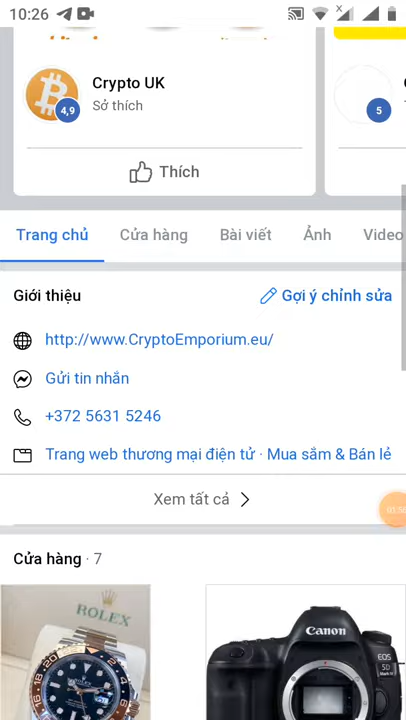 10:26
Crypto UK
Sở thích
4,9
5
Thích
Trang chủ
Cửa hàng
Bài viết
Ảnh
Video
Giới thiệu
Gợi ý chỉnh sửa
http://www.CryptoEmporium.eu/
Gửi tin nhắn
+372 5631 5246
Trang web thương mại điện tử · Mua sắm & Bán lẻ
Xem tất cả
Cửa hàng · 7
ROLEX
Canon
EOS
5D